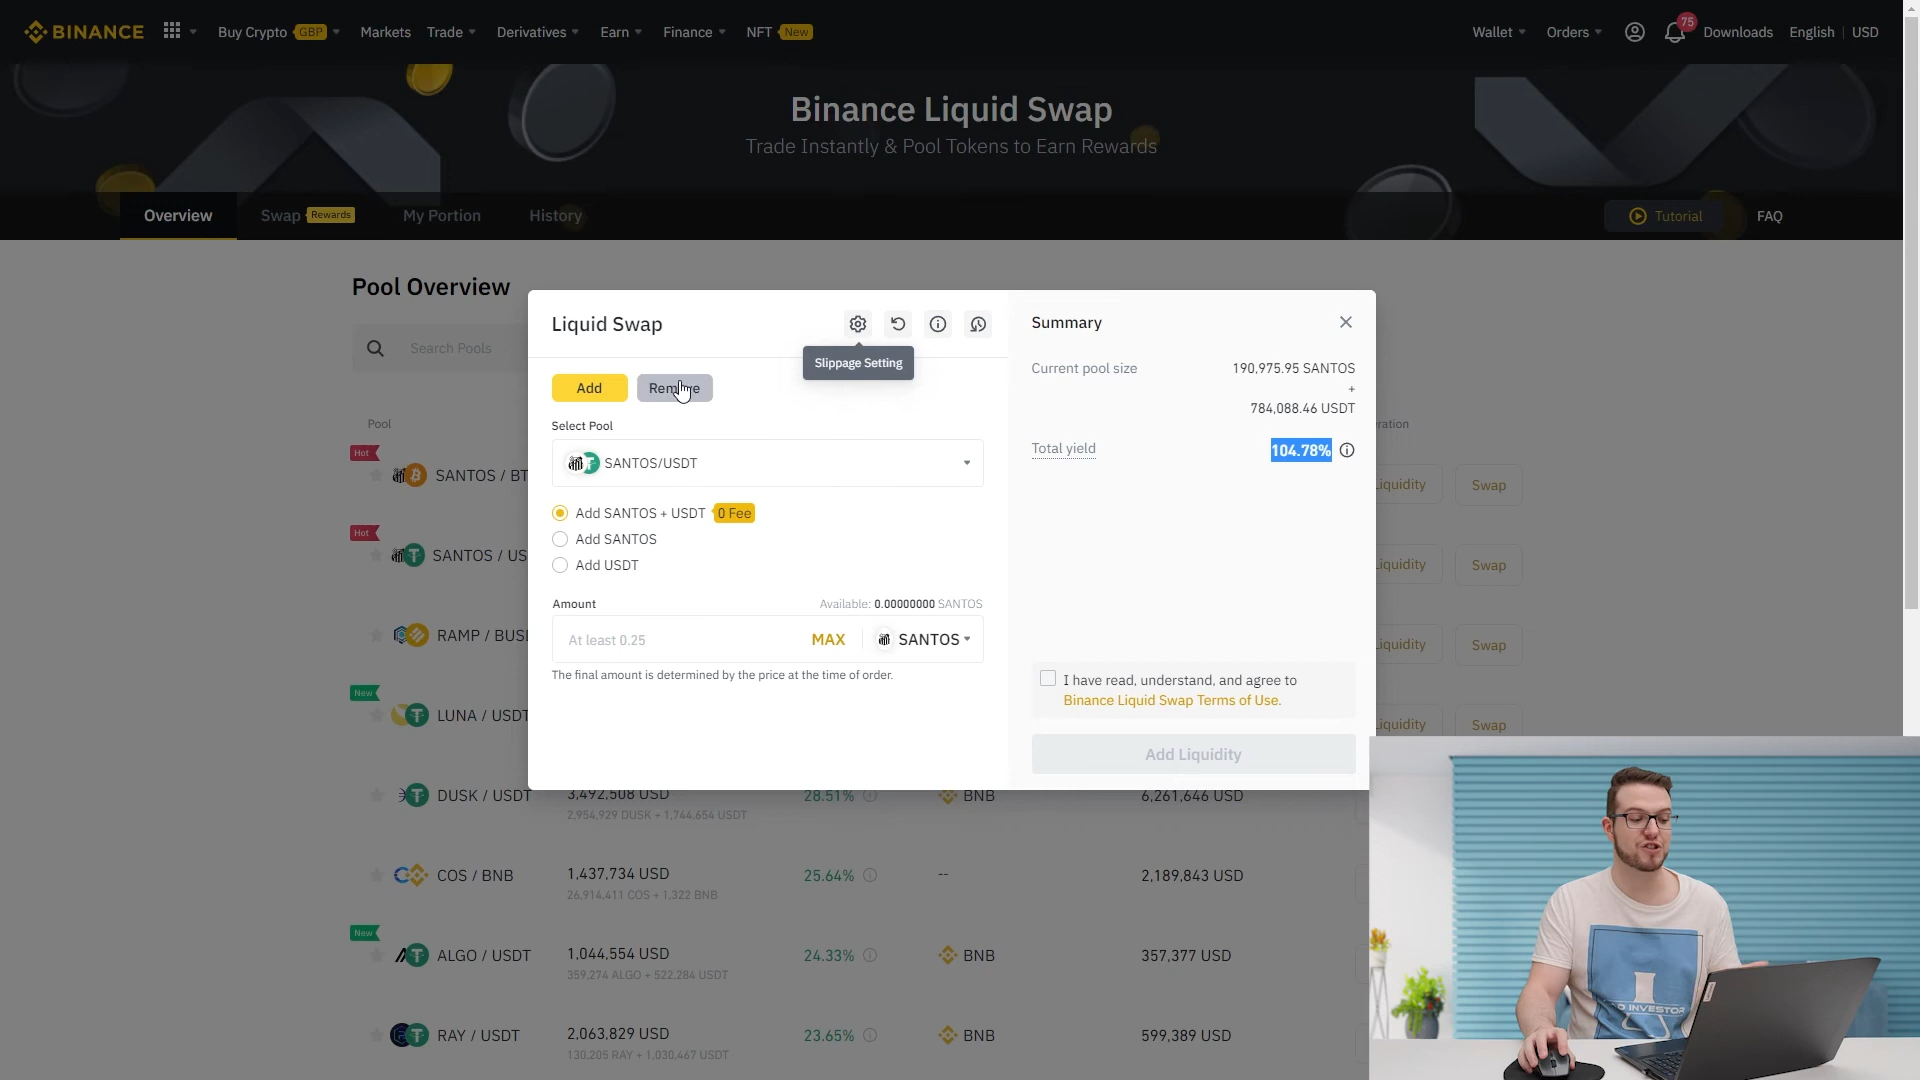 BINANCE
Buy Crypto GBP
Markets
Trade
Derivatives
Earn
Finance
NFT New
Wallet
Orders
75
Downloads
English
USD
Binance Liquid Swap
Trade Instantly & Pool Tokens to Earn Rewards
Overview
Swap Rewards
My Portion
History
Tutorial
FAQ
Pool Overview
Search Pools
Pool
Liquid Swap
Slippage Setting
Add
Select Pool
SANTOS/USDT
Add SANTOS + USDT 0 Fee
Add SANTOS
Add USDT
Amount
Available: 0.00000000 SANTOS
At least 0.25
MAX
SANTOS
The final amount is determined by the price at the time of order.
Summary
Current pool size
190,975.95 SANTOS
+
784,088.46 USDT
Total yield
104.78%
I have read, understand, and agree to
Binance Liquid Swap Terms of Use.
Add Liquidity
Hot
SANTOS / BT
Swap
Hot
SANTOS / US
Swap
RAMP / BUS
Swap
New
LUNA / USDT
Swap
DUSK / USDT
3,492,508 USD
2,954,929 DUSK + 1,744,654 USDT
28.51%
BNB
6,261,646 USD
COS / BNB
1,437,734 USD
26,914,411 COS + 1,322 BNB
25.64%
--
2,189,843 USD
New
ALGO / USDT
1,044,554 USD
359,274 ALGO + 522,284 USDT
24.33%
BNB
357,377 USD
RAY / USDT
2,063,829 USD
130,205 RAY + 1,030,467 USDT
23.65%
BNB
599,389 USD
INVESTOR